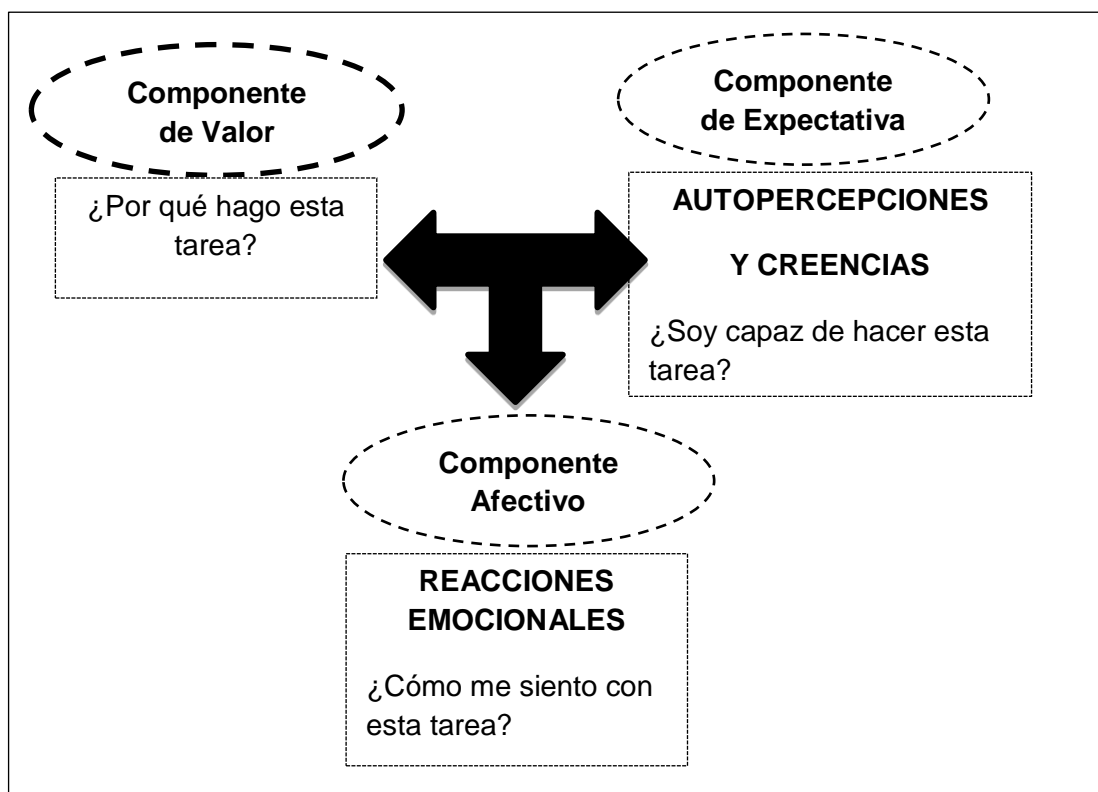 Componente
de Valor
¿Por qué hago esta
tarea?
Componente
de Expectativa
AUTOPERCEPCIONES
Y CREENCIAS
¿Soy capaz de hacer esta
tarea?
Componente
Afectivo
REACCIONES
EMOCIONALES
¿Cómo me siento con
esta tarea?